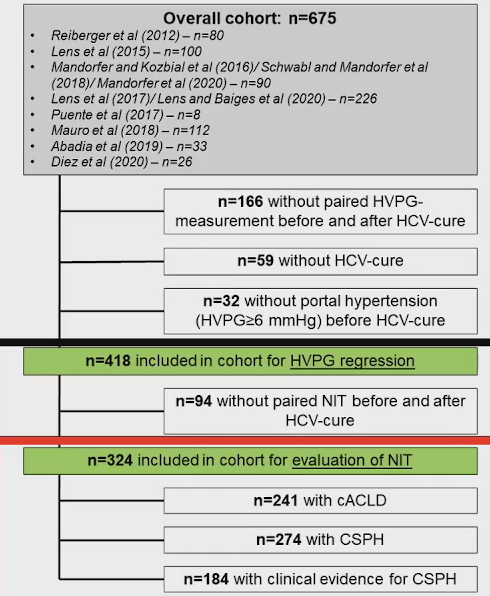 Overall cohort: n=675
• Reiberger et al (2012) – n=80
• Lens et al (2015) – n=100
• Mandorfer and Kozbial et al (2016)/ Schwabl and Mandorfer et al
(2018)/ Mandorfer et al (2020) – n=90
• Lens et al (2017)/ Lens and Baiges et al (2020) – n=226
• Puente et al (2017) – n=8
• Mauro et al (2018) – n=112
• Abadia et al (2019) – n=33
• Diez et al (2020) – n=26
n=166 without paired HVPG-
measurement before and after HCV-cure
n=59 without HCV-cure
n=32 without portal hypertension
(HVPG≥6 mmHg) before HCV-cure
n=418 included in cohort for HVPG regression
n=94 without paired NIT before and after
HCV-cure
n=324 included in cohort for evaluation of NIT
n=241 with cACLD
n=274 with CSPH
n=184 with clinical evidence for CSPH